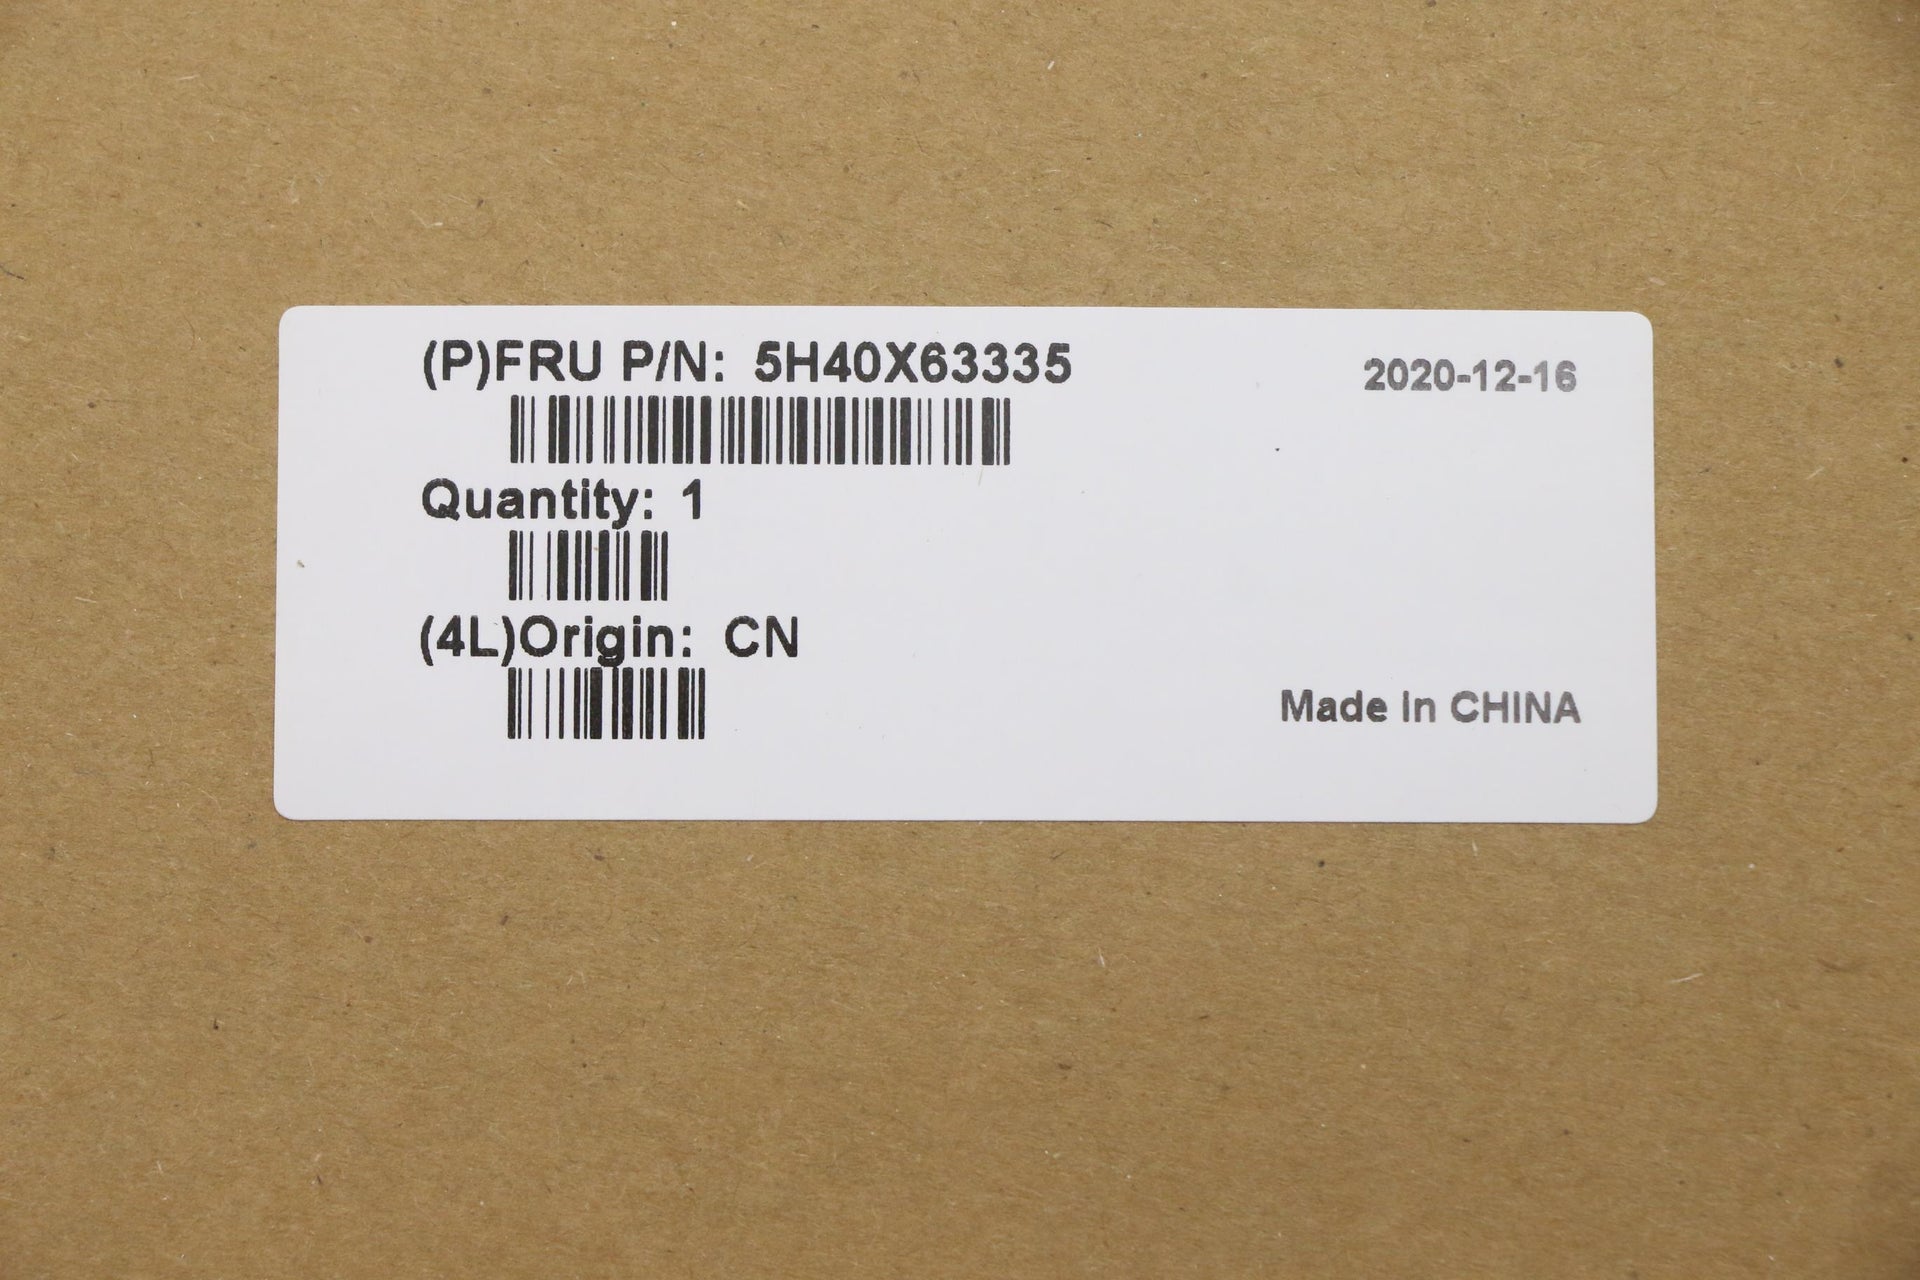 (P)FRU P/N: 5H40X63335
2020-12-16
Quantity: 1
(4L)Origin: CN
Made In CHINA